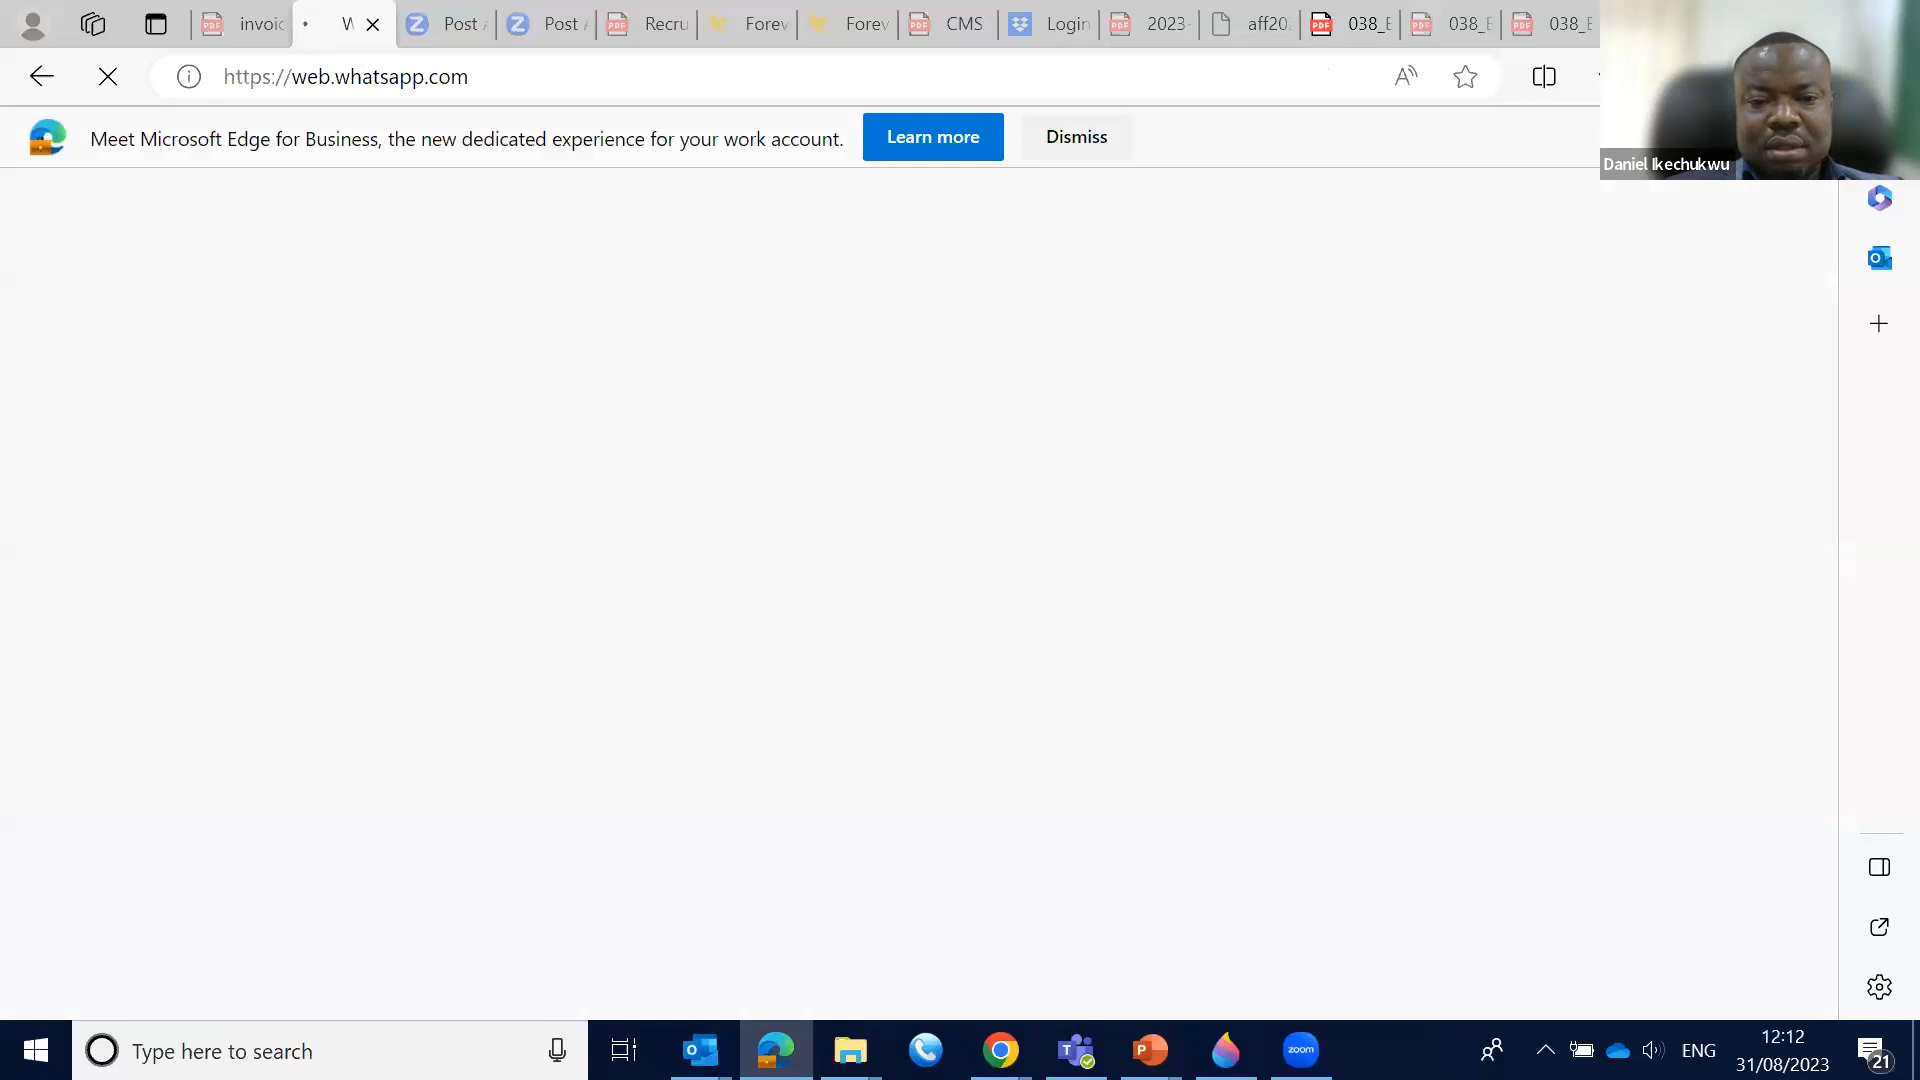 invoic
W
Post
Post
Recru
Forev
Forev
CMS
Login
2023-
aff20
038_E
038_E
038_E
https://web.whatsapp.com
Meet Microsoft Edge for Business, the new dedicated experience for your work account.
Learn more
Dismiss
Daniel Ikechukwu
Type here to search
zoom
ENG
12:12
31/08/2023
21